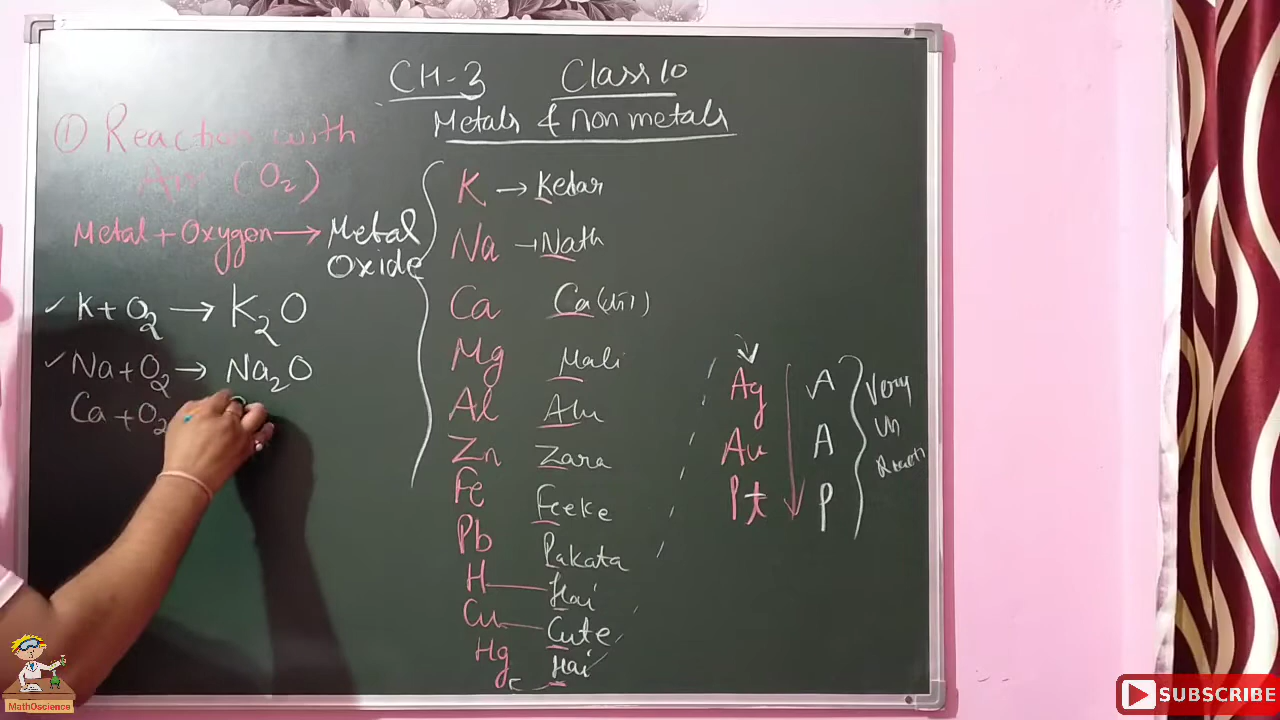 CH-3 Class 10
Metals & non metals
① Reaction with
Air (O₂)
Metal + Oxygen → Metal
Oxide
✓ K + O₂ → K₂O
✓ Na + O₂ → Na₂O
Ca + O₂
K → Kedar
Na → Nath
Ca Ca
Mg Mali
Al Alu
Zn Zara
Fe Feeke
Pb Pakata
H — Hai
Cu — Cute
Hg Hai
Ag A
Au A
Pt P
Very
Un
React
MathOscience
SUBSCRIBE